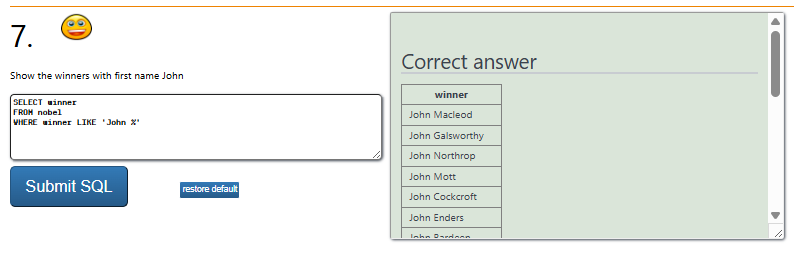 7.
Show the winners with first name John
SELECT winner
FROM nobel
WHERE winner LIKE 'John %'
Submit SQL
restore default
Correct answer
winner
John Macleod
John Galsworthy
John Northrop
John Mott
John Cockcroft
John Enders
John Bardeen